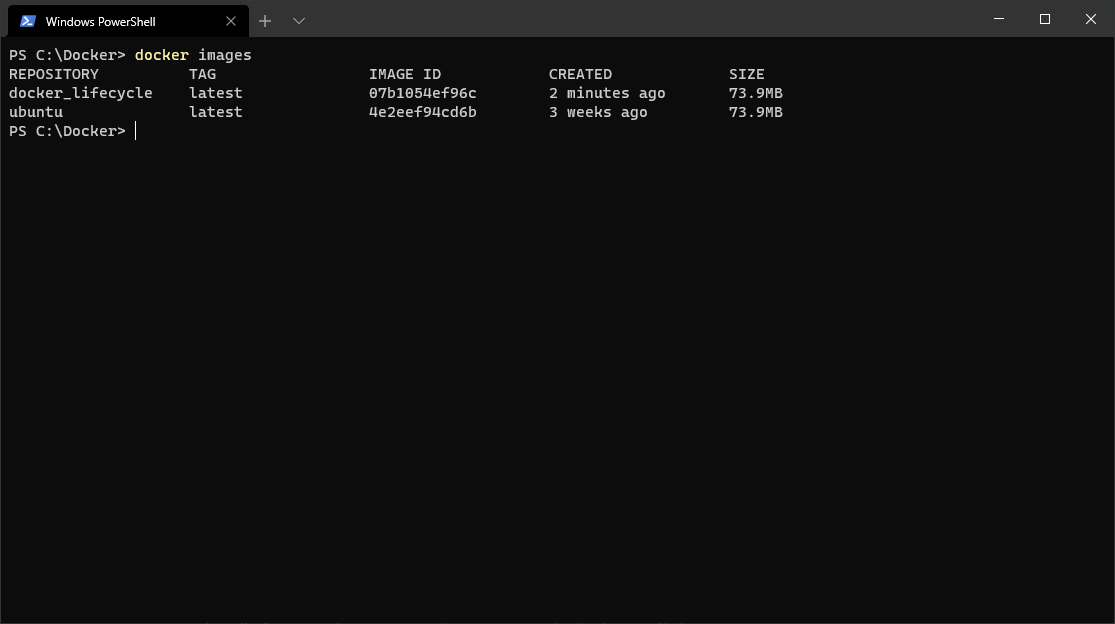 Windows PowerShell
PS C:\Docker> docker images
REPOSITORY TAG IMAGE ID CREATED SIZE
docker_lifecycle latest 07b1054ef96c 2 minutes ago 73.9MB
ubuntu latest 4e2eef94cd6b 3 weeks ago 73.9MB
PS C:\Docker>